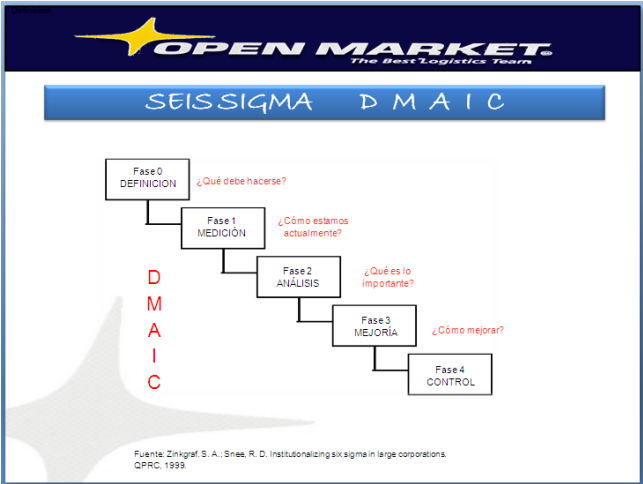 OPEN MARKET®
The Best Logistics Team
SEIS SIGMA D M A I C
Fase 0
DEFINICION
¿Qué debe hacerse?
Fase 1
MEDICIÓN
¿Cómo estamos
actualmente?
Fase 2
ANÁLISIS
¿Qué es lo
importante?
Fase 3
MEJORÍA
¿Cómo mejorar?
Fase 4
CONTROL
D
M
A
I
C
Fuente: Zinkgraf. S. A.; Snee, R. D. Institutionalizing six sigma in large corporations.
QPRC, 1999.